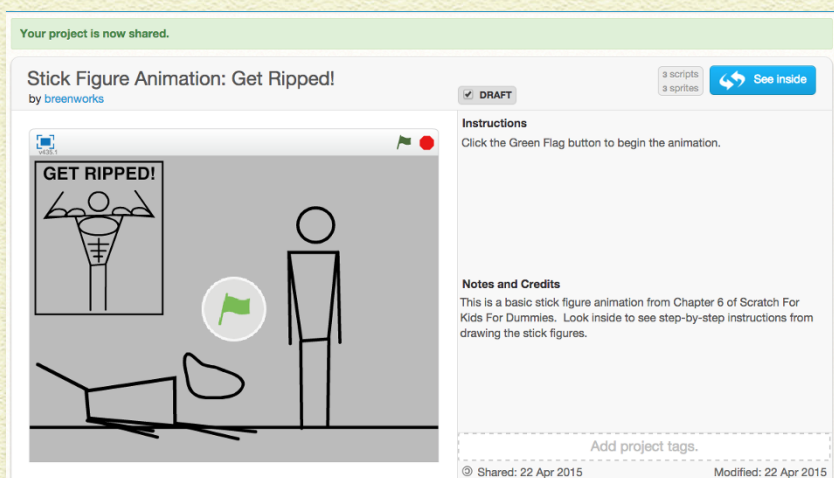 Your project is now shared.
Stick Figure Animation: Get Ripped!
by breenworks
DRAFT
3 scripts
3 sprites
See inside
v435.1
GET RIPPED!
Instructions
Click the Green Flag button to begin the animation.
Notes and Credits
This is a basic stick figure animation from Chapter 6 of Scratch For
Kids For Dummies. Look inside to see step-by-step instructions from
drawing the stick figures.
Add project tags.
Shared: 22 Apr 2015
Modified: 22 Apr 2015